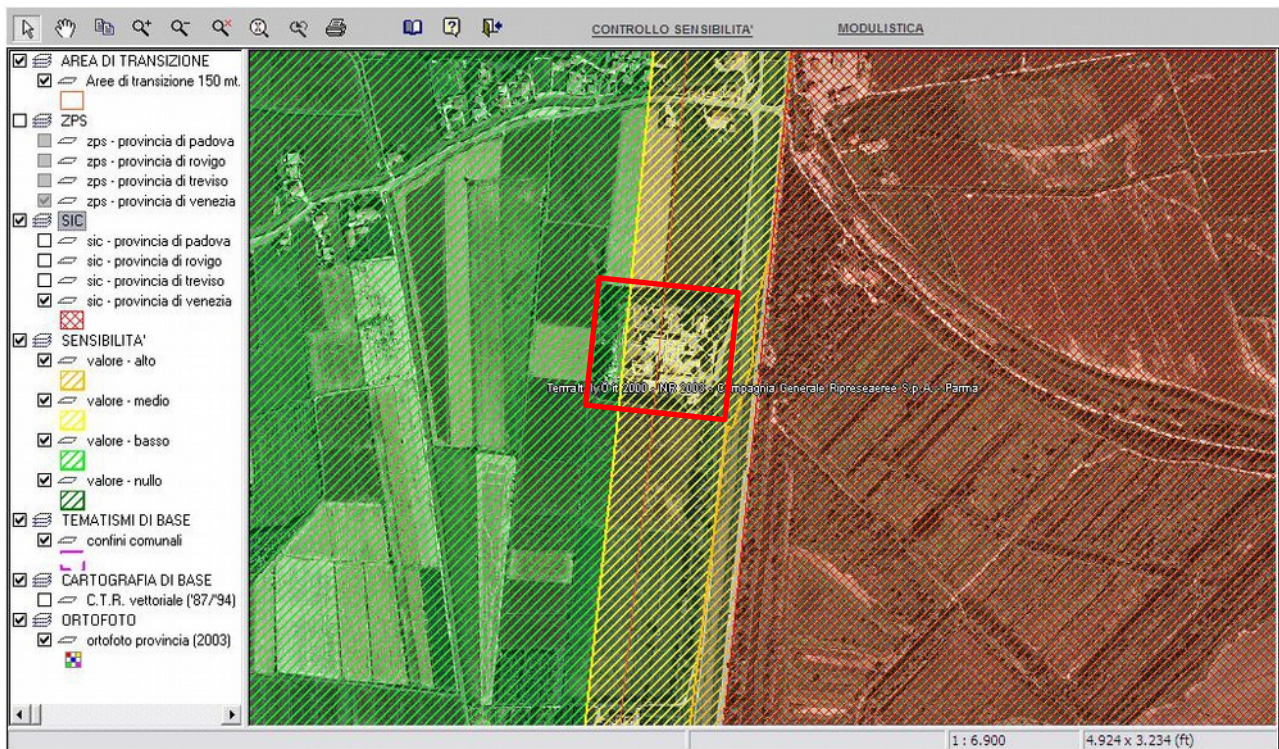 CONTROLLO SENSIBILITA'
MODULISTICA
AREA DI TRANSIZIONE
Aree di transizione 150 mt.
ZPS
zps - provincia di padova
zps - provincia di rovigo
zps - provincia di treviso
zps - provincia di venezia
SIC
sic - provincia di padova
sic - provincia di rovigo
sic - provincia di treviso
sic - provincia di venezia
SENSIBILITA'
valore - alto
valore - medio
valore - basso
valore - nullo
TEMATISMI DI BASE
confini comunali
CARTOGRAFIA DI BASE
C.T.R. vettoriale ('87/'94)
ORTOFOTO
ortofoto provincia (2003)
2000 - INR 2003 - Compagnia Generale Ripreseaeree S.p.A. - Parma
1 : 6.900
4.924 x 3.234 (ft)